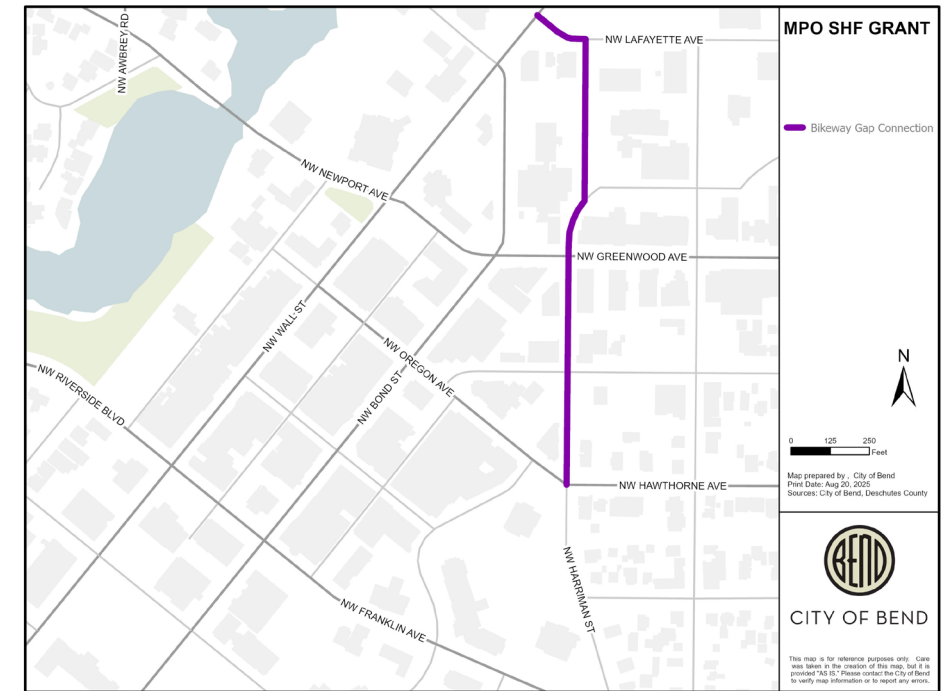 MPO SHF GRANT
Bikeway Gap Connection
NW AWBREY RD
NW LAFAYETTE AVE
NW NEWPORT AVE
NW GREENWOOD AVE
NW WALL ST
NW OREGON AVE
NW BOND ST
NW RIVERSIDE BLVD
NW HAWTHORNE AVE
NW HARRIMAN ST
NW FRANKLIN AVE
N
0 125 250
Feet
Map prepared by , City of Bend
Print Date: Aug 20, 2025
Sources: City of Bend, Deschutes County
BEND
CITY OF BEND
This map is for reference purposes only. Care
was taken in the creation of this map, but it is
provided "AS IS." Please contact the City of Bend
to verify map information or to report any errors.